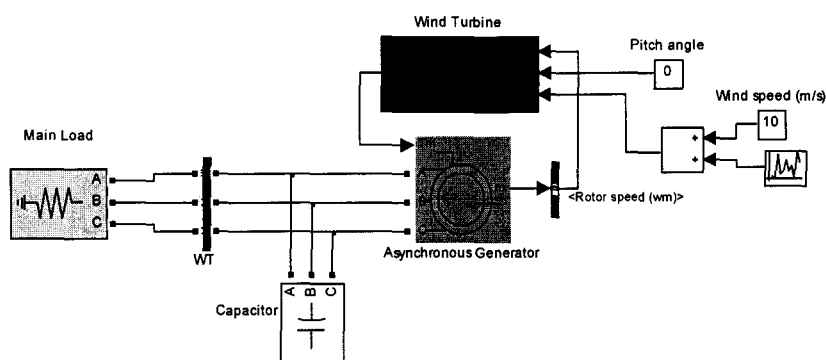 Wind Turbine
Pitch angle
0
Wind speed (m/s)
10
+
+
Main Load
A
B
C
WT
<Rotor speed (wm)>
Asynchronous Generator
A
B
C
Capacitor